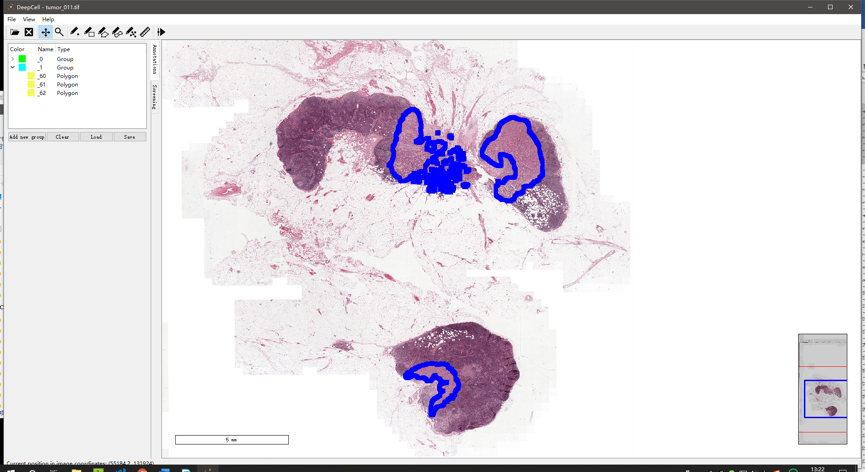 DeepCell - tumor_011.tif
File View Help
Color Name Type
_0 Group
_1 Group
_60 Polygon
_61 Polygon
_62 Polygon
Add new group Clear Load Save
Annotations
Screening
5 mm
Current position in image coordinates: (55184.2, 131924)
13:22